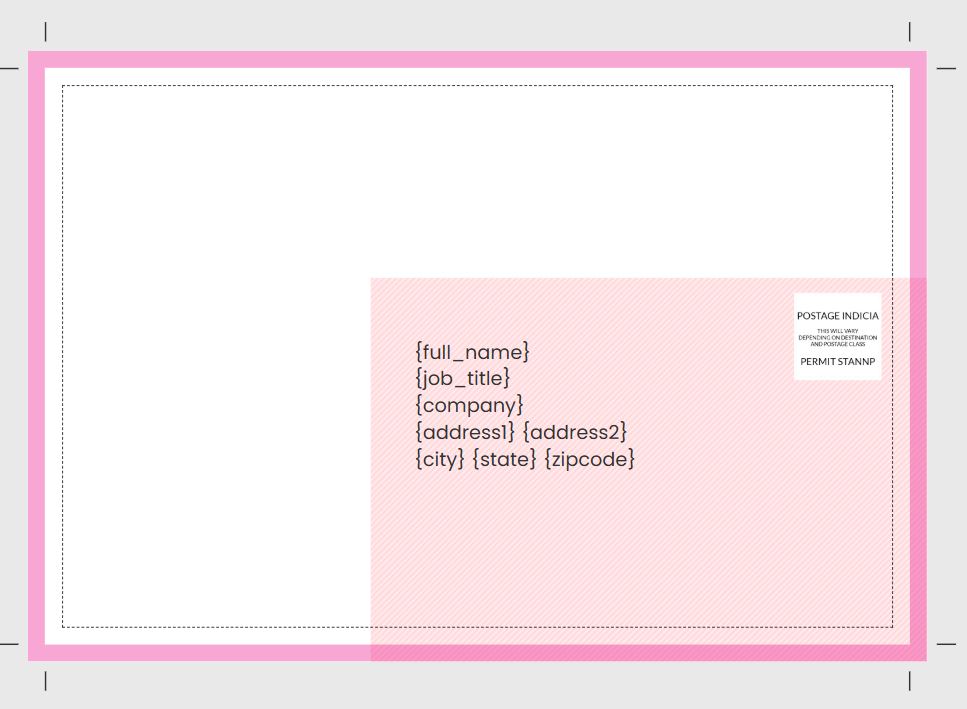 POSTAGE INDICIA
THIS WILL VARY
DEPENDING ON DESTINATION
AND POSTAGE CLASS
PERMIT STANNP
{full_name}
{job_title}
{company}
{address1} {address2}
{city} {state} {zipcode}